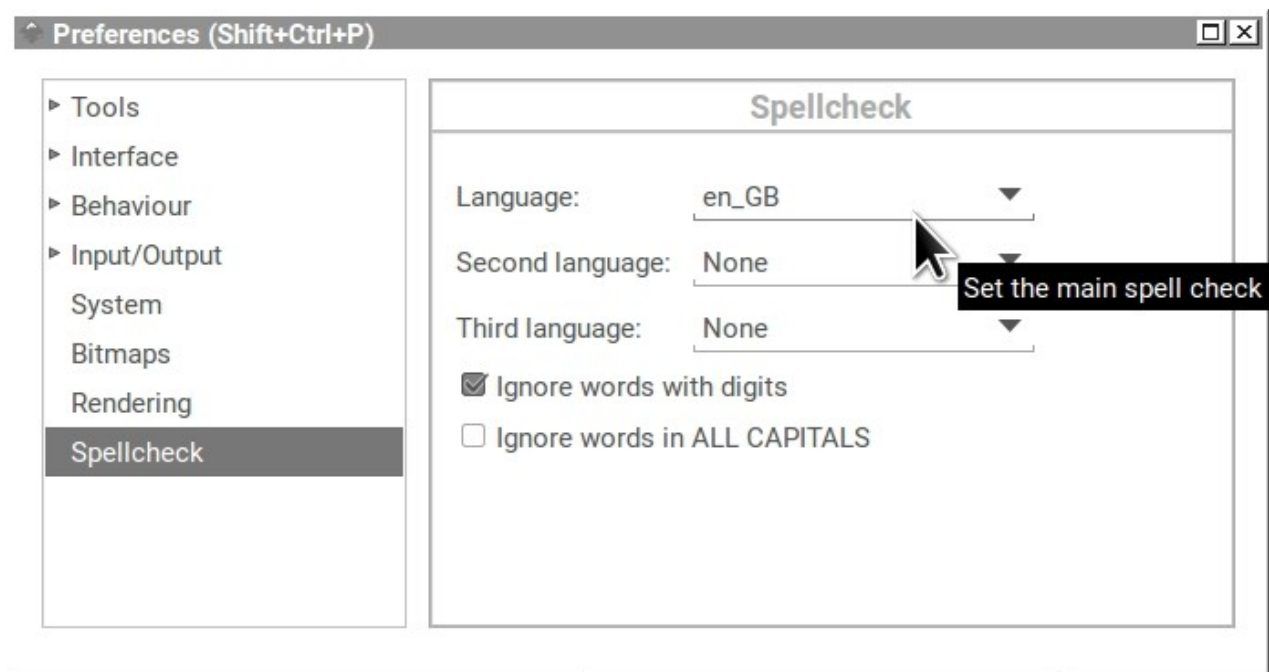 Preferences (Shift+Ctrl+P)
Tools
Interface
Behaviour
Input/Output
System
Bitmaps
Rendering
Spellcheck
Spellcheck
Language: en_GB
Second language: None
Set the main spell check
Third language: None
Ignore words with digits
Ignore words in ALL CAPITALS